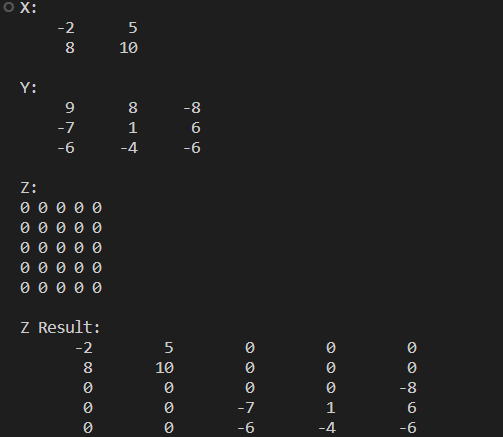 X:
-2 5
8 10
Y:
9 8 -8
-7 1 6
-6 -4 -6
Z:
0 0 0 0 0
0 0 0 0 0
0 0 0 0 0
0 0 0 0 0
0 0 0 0 0
Z Result:
-2 5 0 0 0
8 10 0 0 0
0 0 0 0 -8
0 0 -7 1 6
0 0 -6 -4 -6